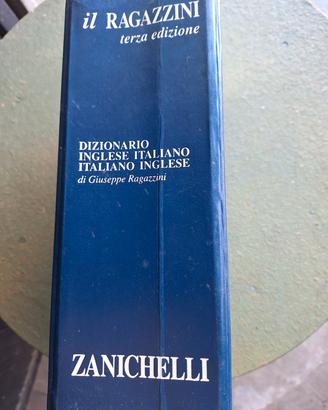 il RAGAZZINI
terza edizione
DIZIONARIO
INGLESE ITALIANO
ITALIANO INGLESE
di Giuseppe Ragazzini
ZANICHELLI